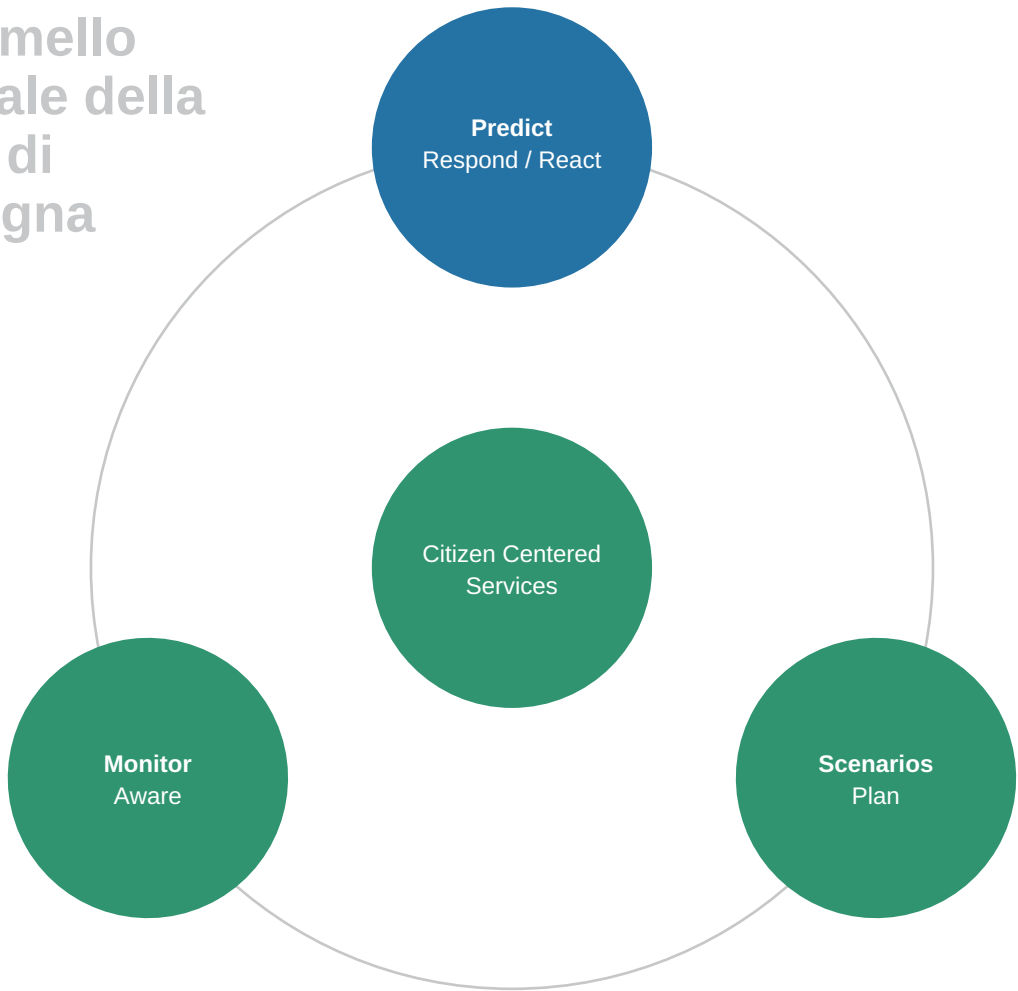 mello
ale della
di
gna
Predict
Respond / React
Citizen Centered
Services
Monitor
Aware
Scenarios
Plan